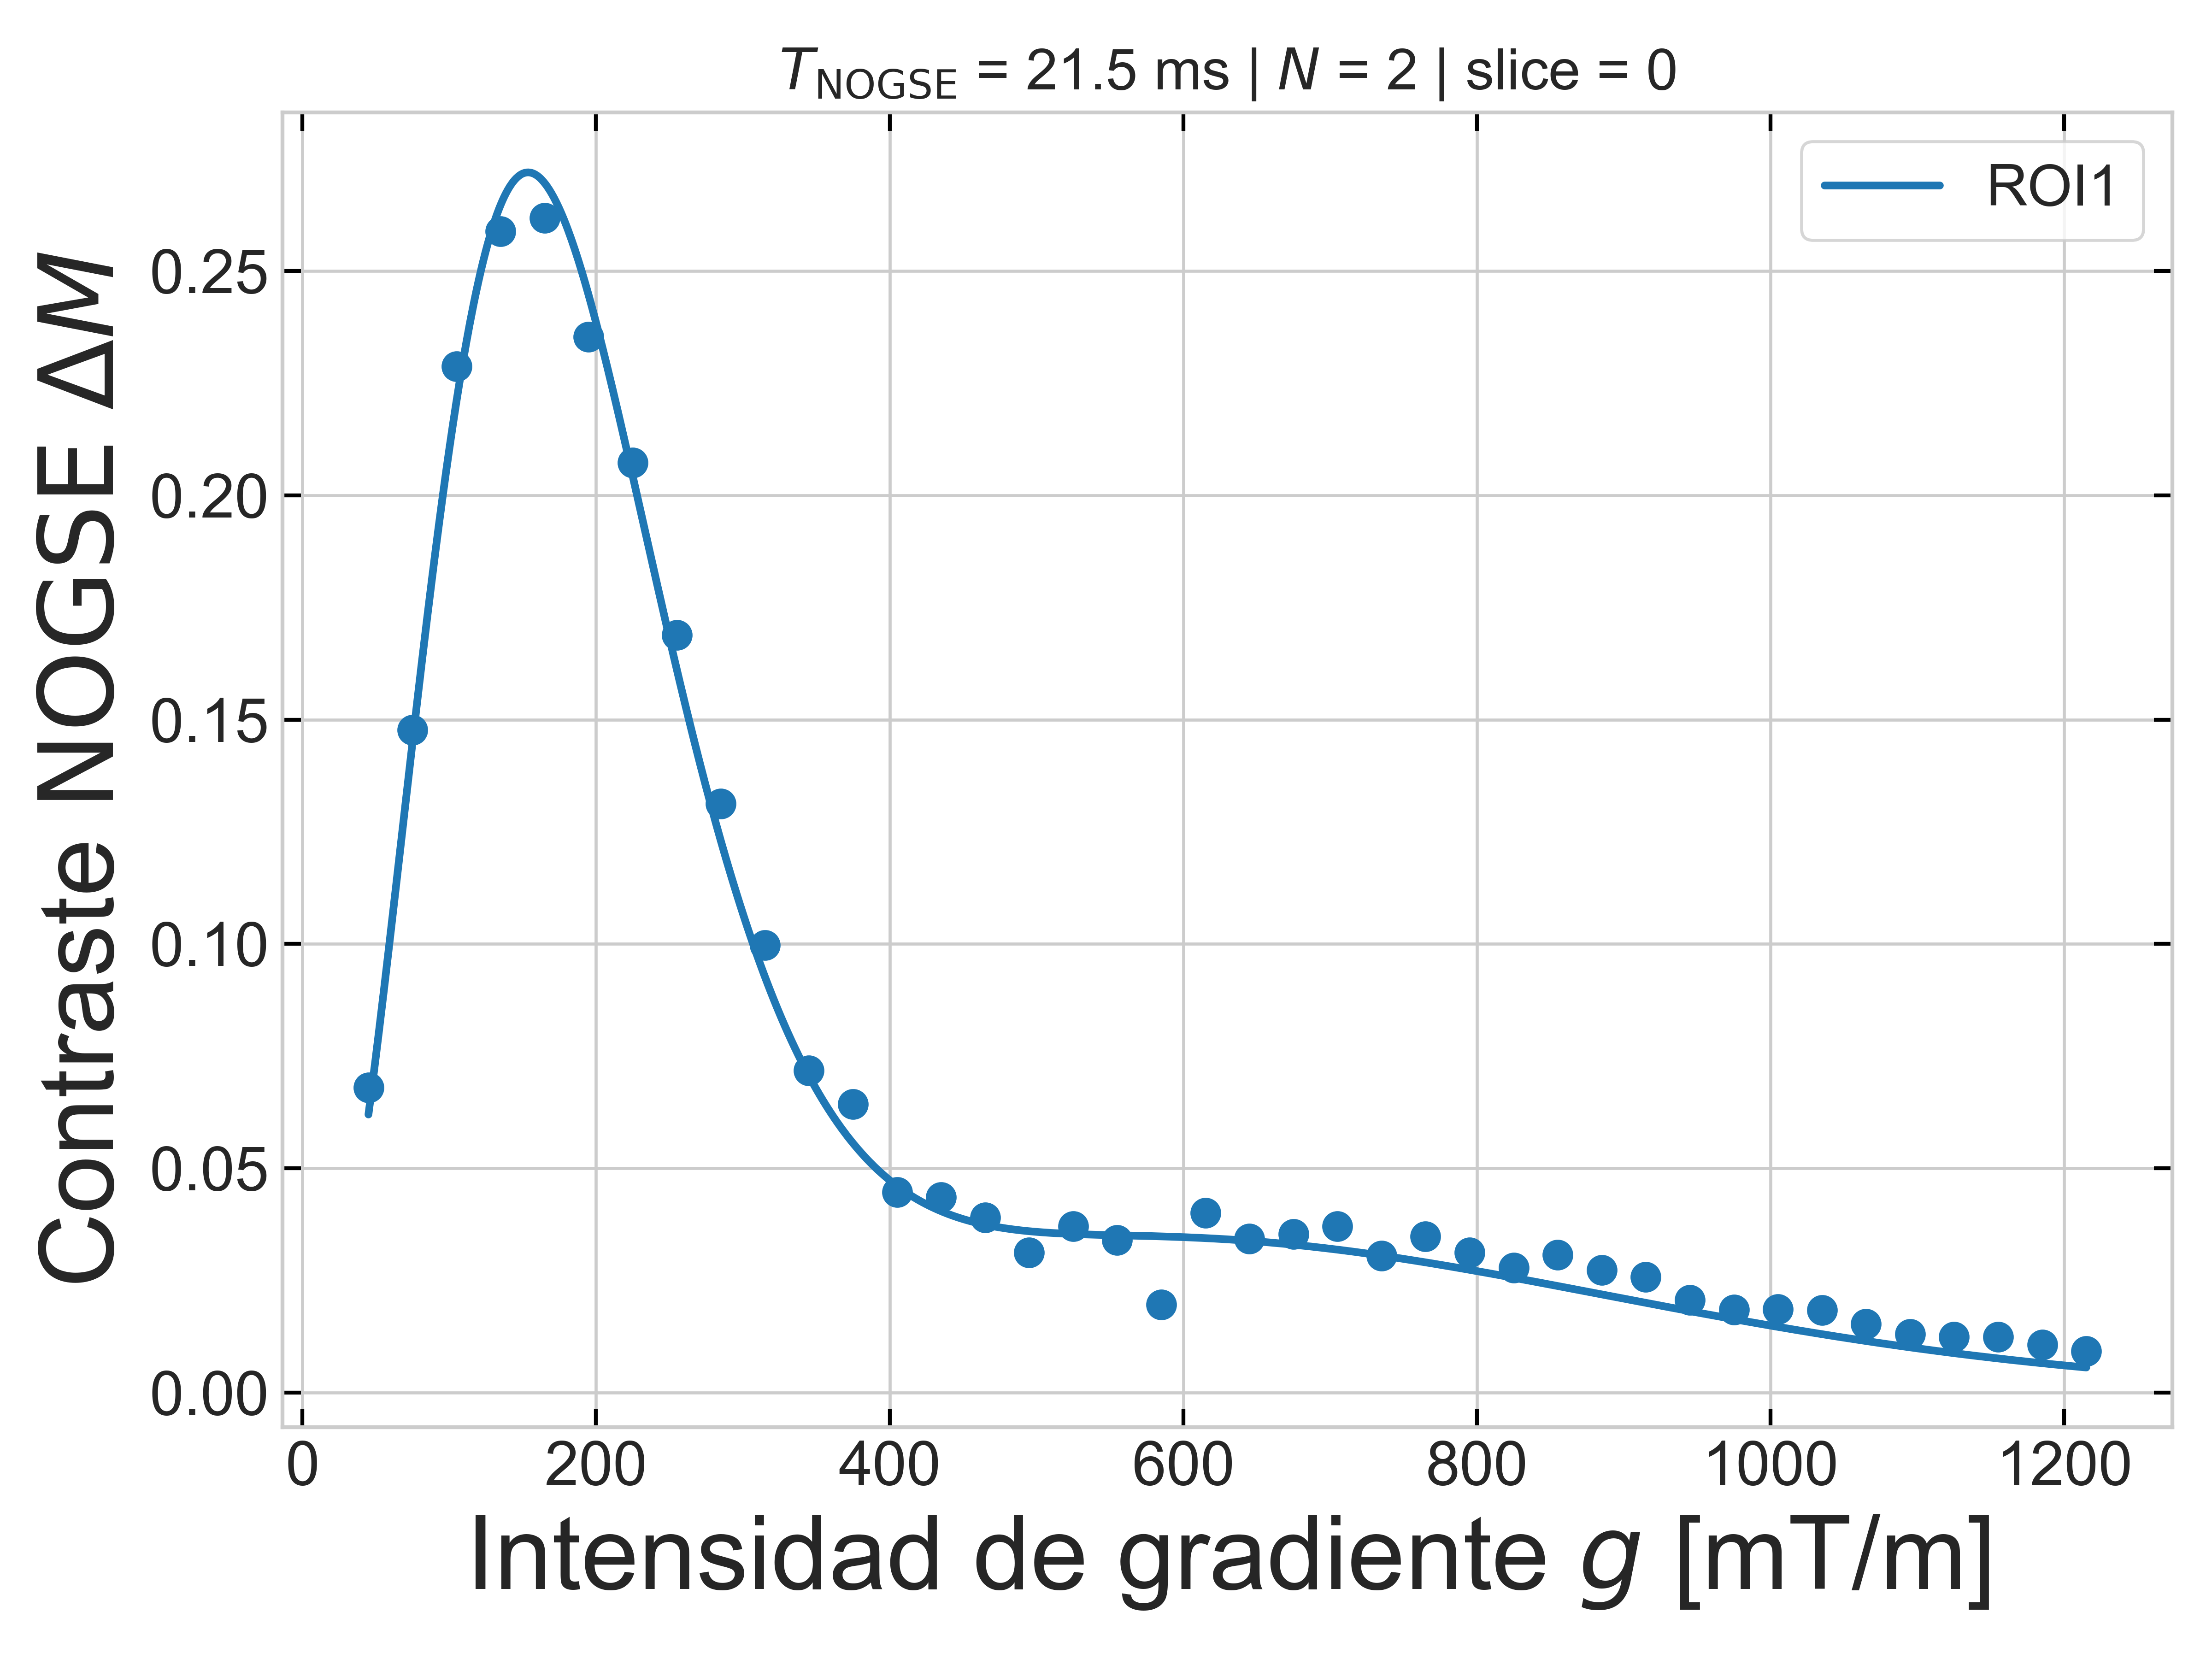 T_NOGSE = 21.5 ms | N = 2 | slice = 0
ROI1
Contraste NOGSE ΔM
0.25
0.20
0.15
0.10
0.05
0.00
0 200 400 600 800 1000 1200
Intensidad de gradiente g [mT/m]